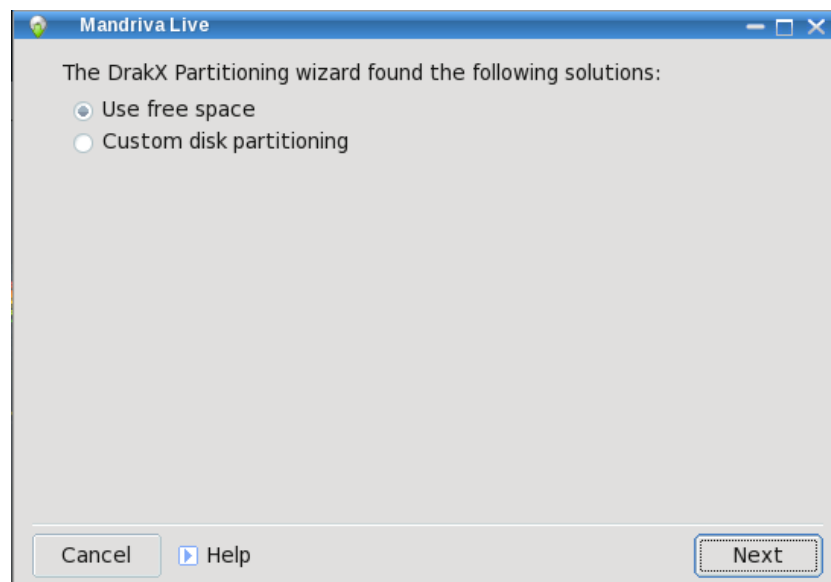 Mandriva Live
The DrakX Partitioning wizard found the following solutions:
Use free space
Custom disk partitioning
Cancel Help Next